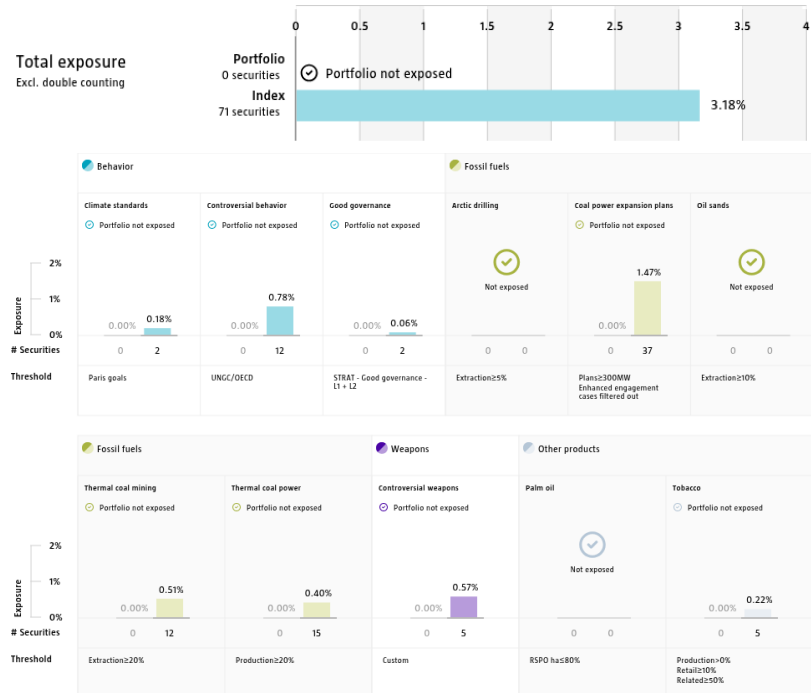 0 0.5 1 1.5 2 2.5 3 3.5 4
Total exposure
Excl. double counting
Portfolio
0 securities
Portfolio not exposed
Index
71 securities
3.18%
Behavior
Fossil fuels
Climate standards
Controversial behavior
Good governance
Arctic drilling
Coal power expansion plans
Oil sands
Portfolio not exposed
Portfolio not exposed
Portfolio not exposed
Portfolio not exposed
Not exposed
Not exposed
Exposure
2%
1%
0%
0.00% 0.18%
0.00% 0.78%
0.00% 0.06%
0.00% 1.47%
# Securities
0 2
0 12
0 2
0 0
0 37
0 0
Threshold
Paris goals
UNGC/OECD
STRAT - Good governance -
L1 + L2
Extraction≥5%
Plans≥300MW
Enhanced engagement
cases filtered out
Extraction≥10%
Fossil fuels
Weapons
Other products
Thermal coal mining
Thermal coal power
Controversial weapons
Palm oil
Tobacco
Portfolio not exposed
Portfolio not exposed
Portfolio not exposed
Portfolio not exposed
Not exposed
Exposure
2%
1%
0%
0.00% 0.51%
0.00% 0.40%
0.00% 0.57%
0.00% 0.22%
# Securities
0 12
0 15
0 5
0 0
0 5
Threshold
Extraction≥20%
Production≥20%
Custom
RSPO ha≤80%
Production>0%
Retail≥10%
Related≥50%